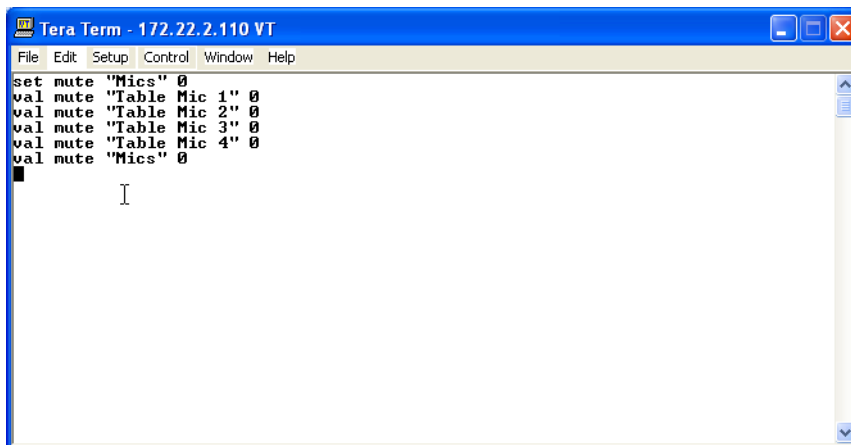 Tera Term - 172.22.2.110 VT
File Edit Setup Control Window Help
set mute "Mics" 0
val mute "Table Mic 1" 0
val mute "Table Mic 2" 0
val mute "Table Mic 3" 0
val mute "Table Mic 4" 0
val mute "Mics" 0